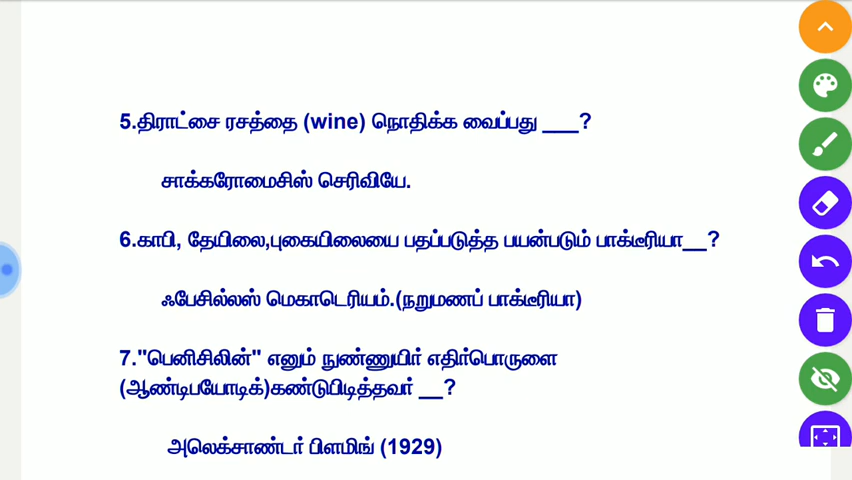 5.திராட்சை ரசத்தை (wine) நொதிக்க வைப்பது ___?
சாக்கரோமைசிஸ் செரிவியே.
6.காபி, தேயிலை,புகையிலையை பதப்படுத்த பயன்படும் பாக்டீரியா__?
ஃபேசில்லஸ் மெகாடெரியம்.(நறுமணப் பாக்டீரியா)
7."பெனிசிலின்" எனும் நுண்ணுயிர் எதிர்பொருளை
(ஆண்டிபயோடிக்)கண்டுபிடித்தவர் __?
அலெக்சாண்டர் பிளமிங் (1929)